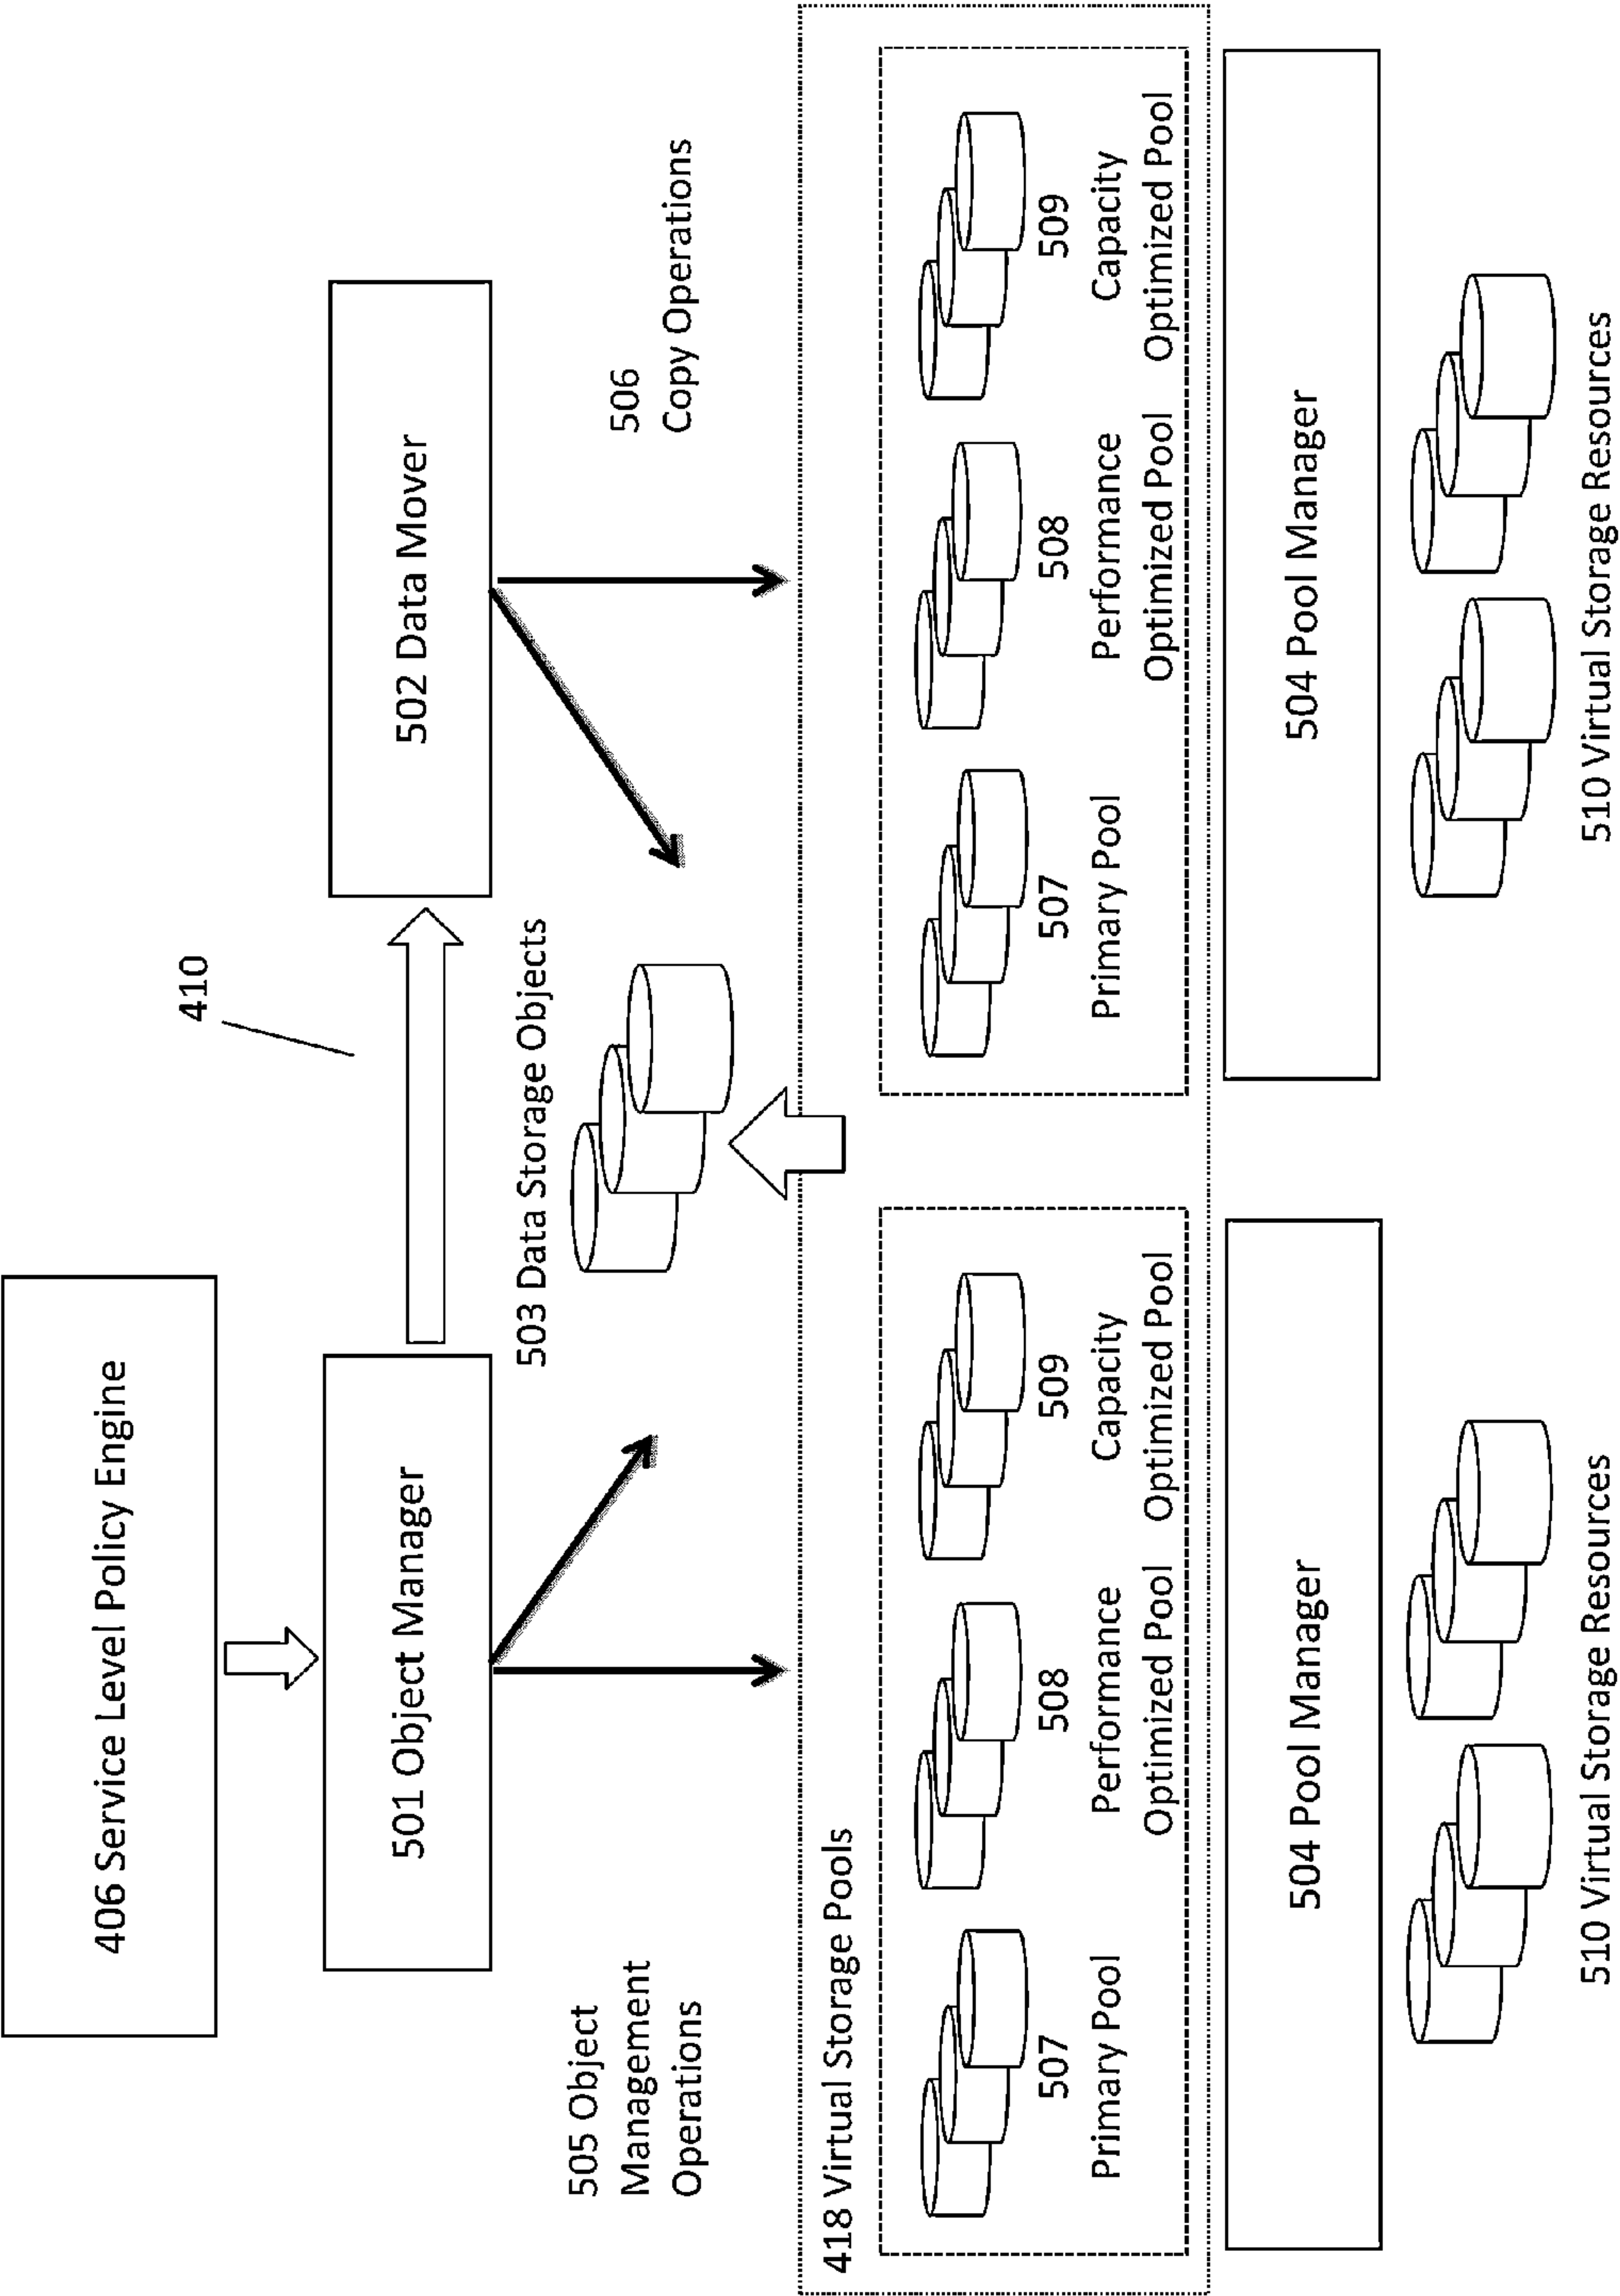 406 Service Level Policy Engine
410
501 Object Manager
502 Data Mover
503 Data Storage Objects
505 Object
Management
Operations
506
Copy Operations
418 Virtual Storage Pools
507
Primary Pool
508
Performance
Optimized Pool
509
Capacity
Optimized Pool
507
Primary Pool
508
Performance
Optimized Pool
509
Capacity
Optimized Pool
504 Pool Manager
504 Pool Manager
510 Virtual Storage Resources
510 Virtual Storage Resources